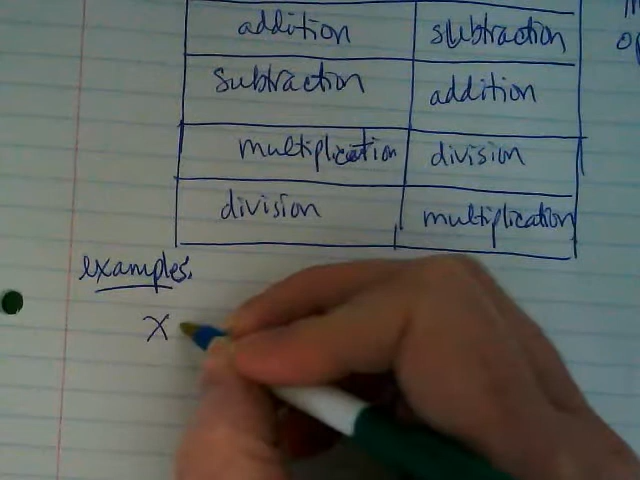 addition subtraction
subtraction addition
multiplication division
division multiplication
examples:
x